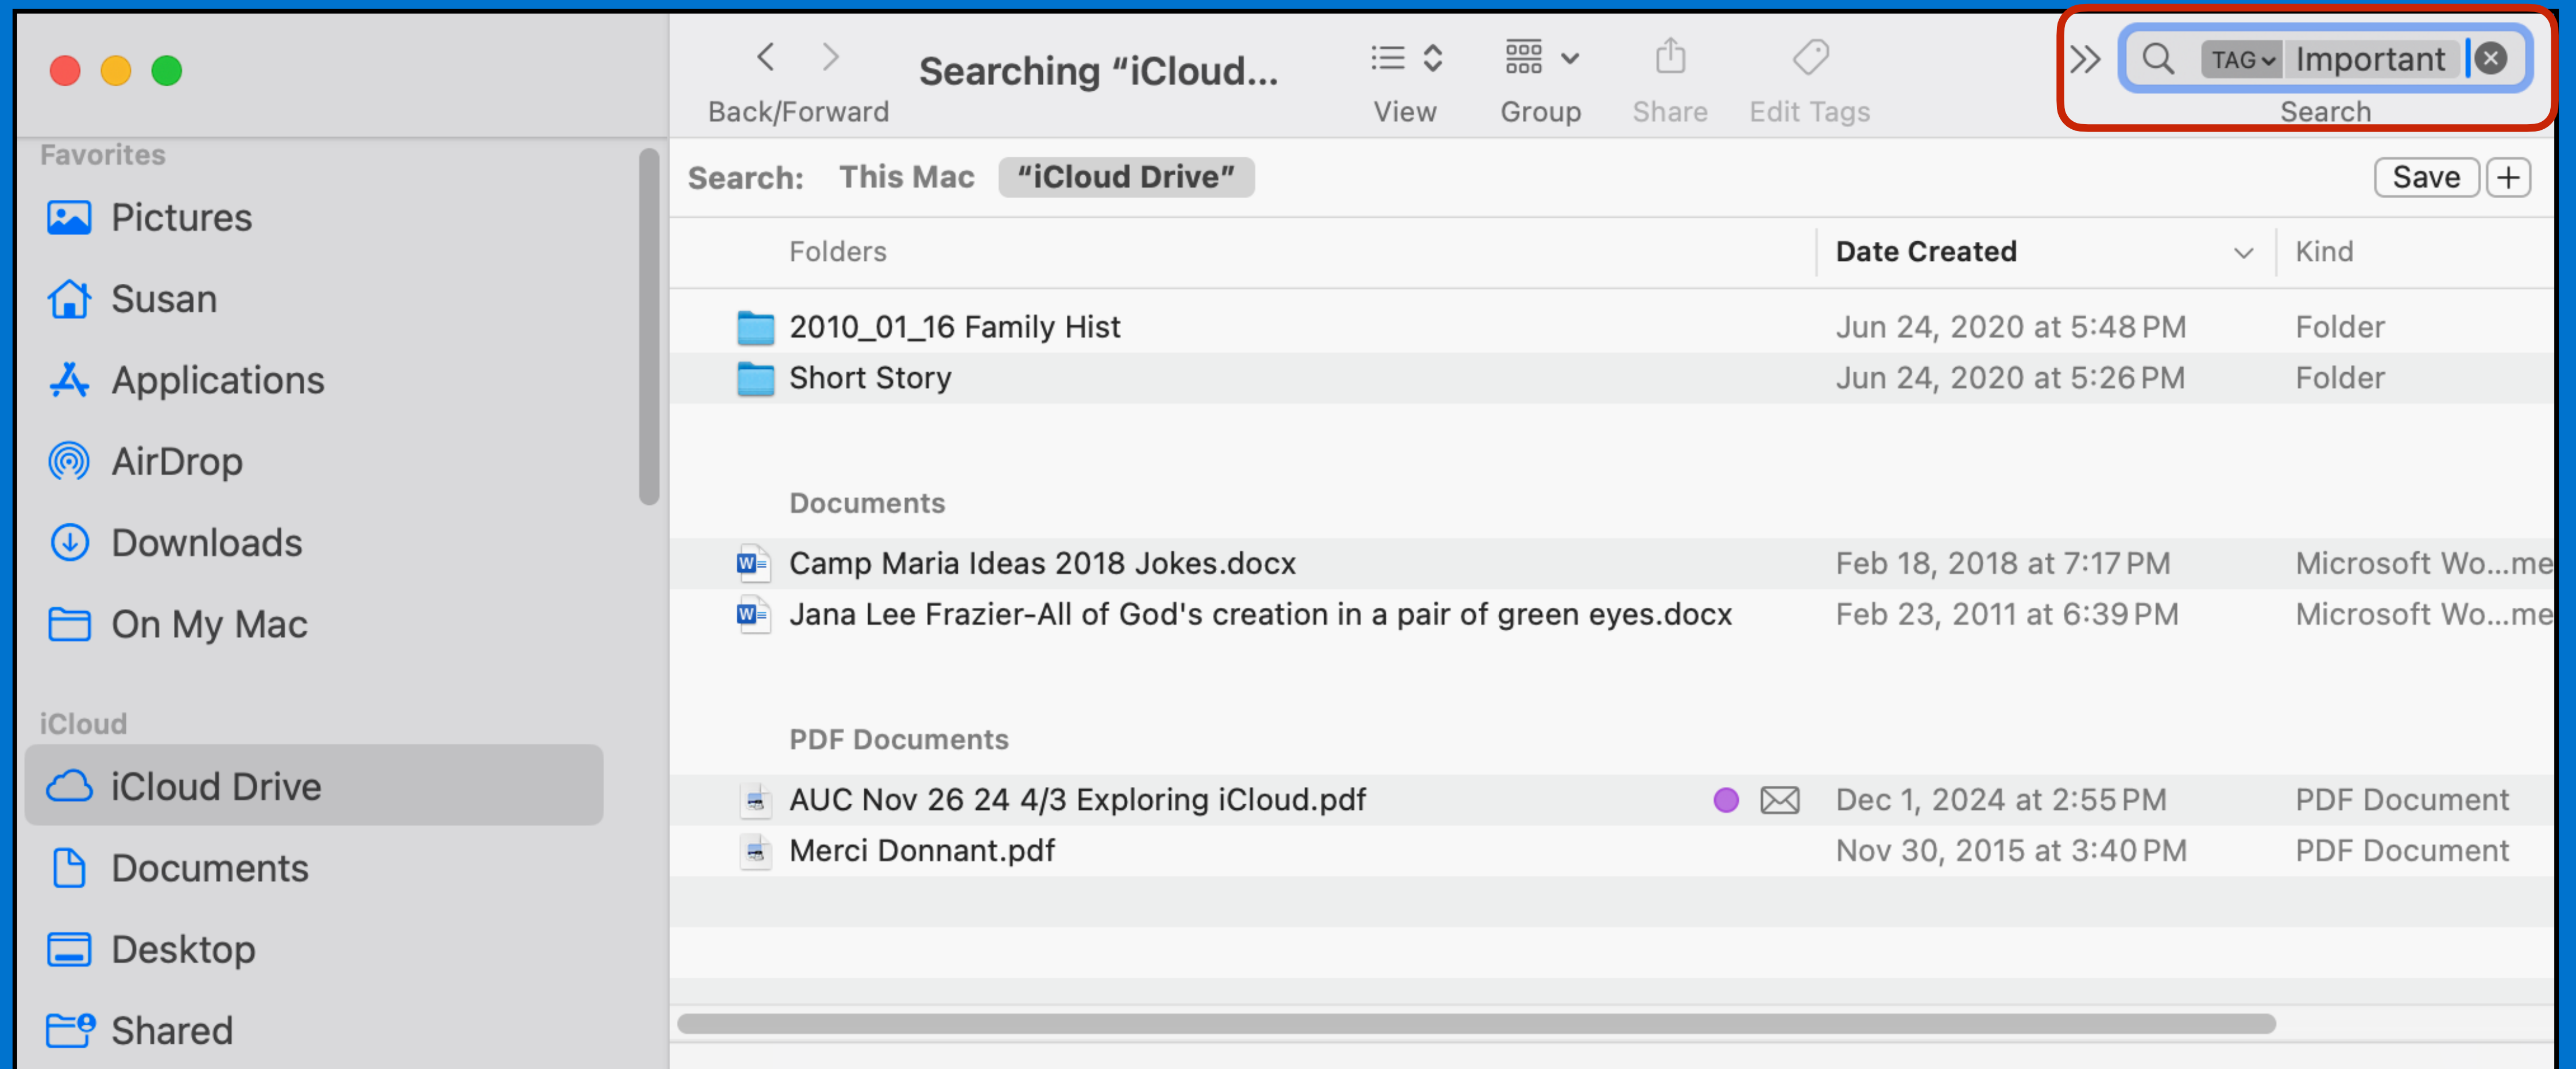 Searching “iCloud...
Back/Forward
View
Group
Share
Edit Tags
TAG Important
Search
Favorites
Pictures
Susan
Applications
AirDrop
Downloads
On My Mac
iCloud
iCloud Drive
Documents
Desktop
Shared
Search: This Mac “iCloud Drive” Save +
Folders Date Created Kind
2010_01_16 Family Hist Jun 24, 2020 at 5:48 PM Folder
Short Story Jun 24, 2020 at 5:26 PM Folder
Documents
Camp Maria Ideas 2018 Jokes.docx Feb 18, 2018 at 7:17 PM Microsoft Wo...me
Jana Lee Frazier-All of God's creation in a pair of green eyes.docx Feb 23, 2011 at 6:39 PM Microsoft Wo...me
PDF Documents
AUC Nov 26 24 4/3 Exploring iCloud.pdf Dec 1, 2024 at 2:55 PM PDF Document
Merci Donnant.pdf Nov 30, 2015 at 3:40 PM PDF Document